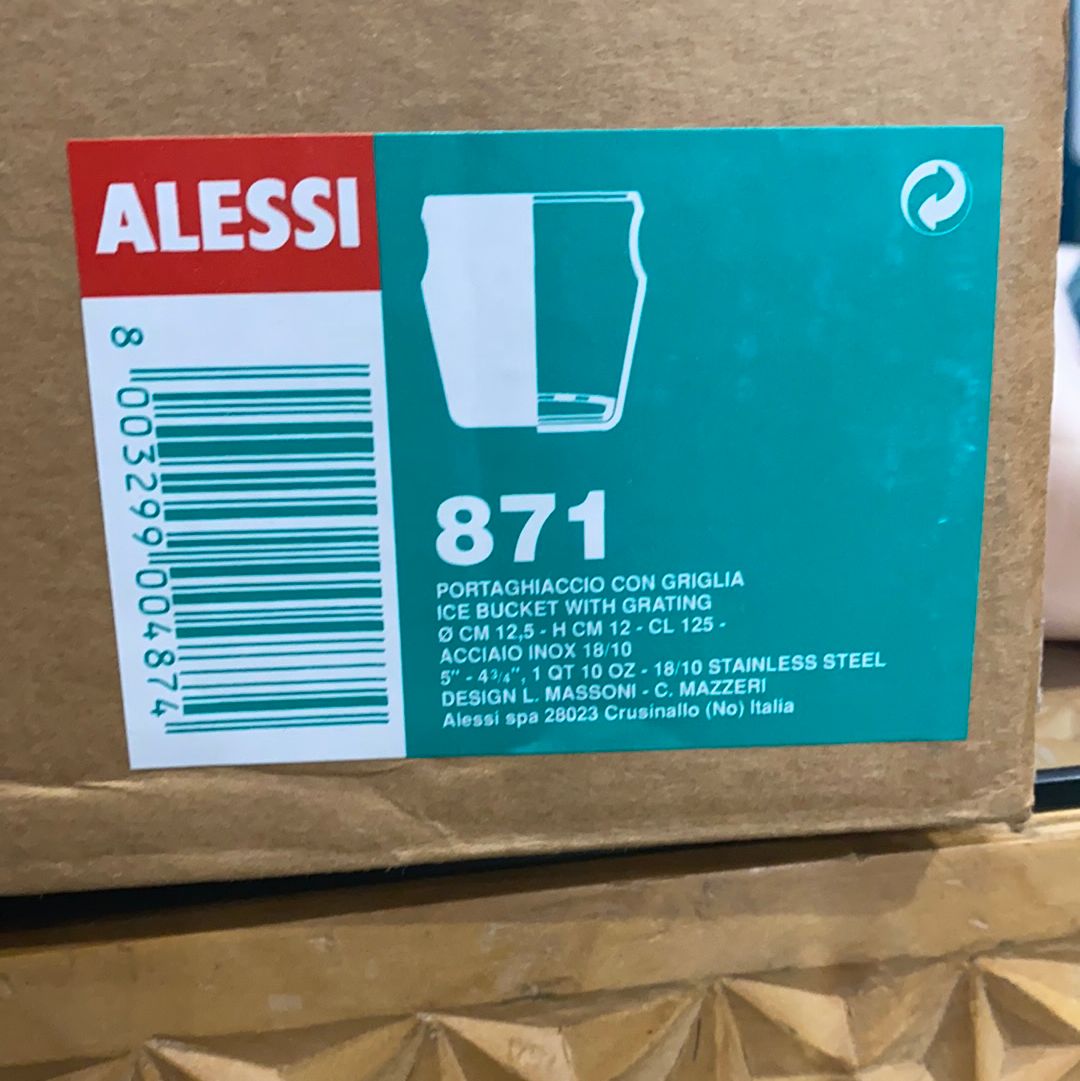 ALESSI
8 003299 004874
871
PORTAGHIACCIO CON GRIGLIA
ICE BUCKET WITH GRATING
Ø CM 12,5 - H CM 12 - CL 125 -
ACCIAIO INOX 18/10
5" - 4 3/4", 1 QT 10 OZ - 18/10 STAINLESS STEEL
DESIGN L. MASSONI - C. MAZZERI
Alessi spa 28023 Crusinallo (No) Italia